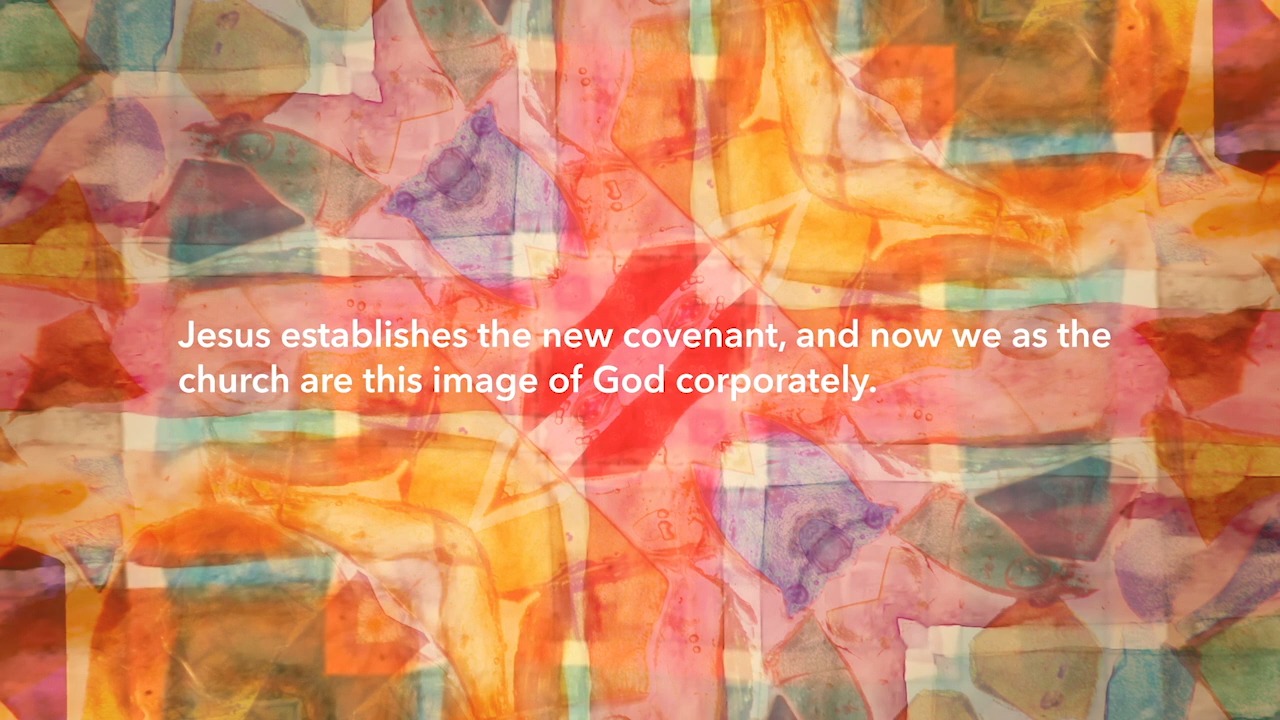 Jesus establishes the new covenant, and now we as the
church are this image of God corporately.